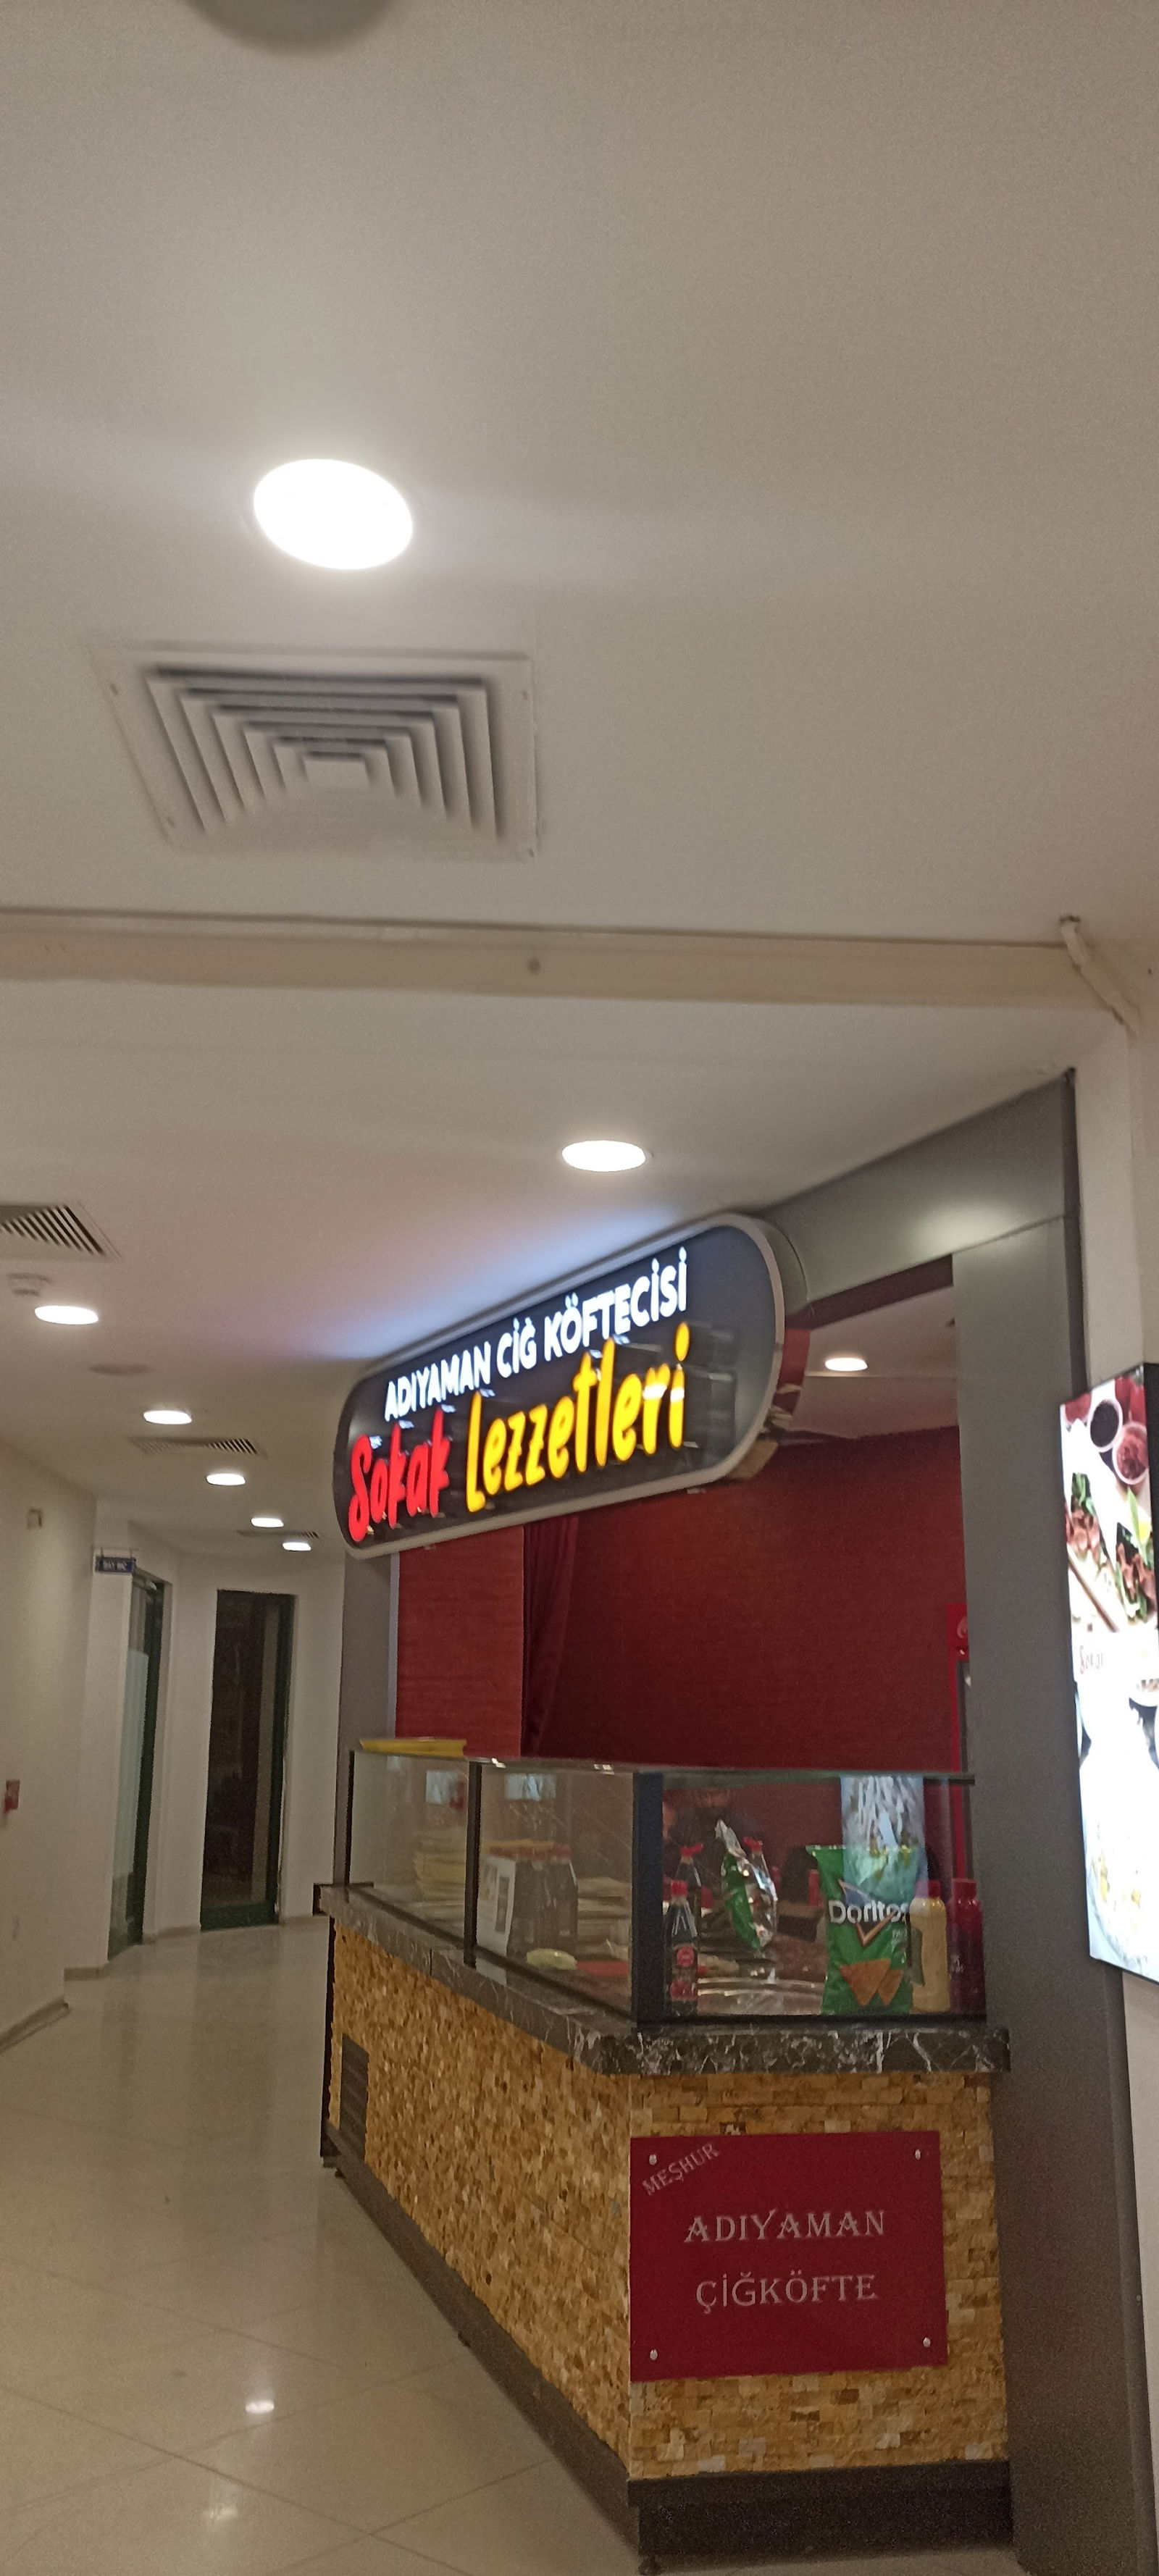 ADIYAMAN ÇİĞ KÖFTECİSİ
Sokak Lezzetleri
Doritos
MEŞHUR
ADIYAMAN
ÇİĞKÖFTE